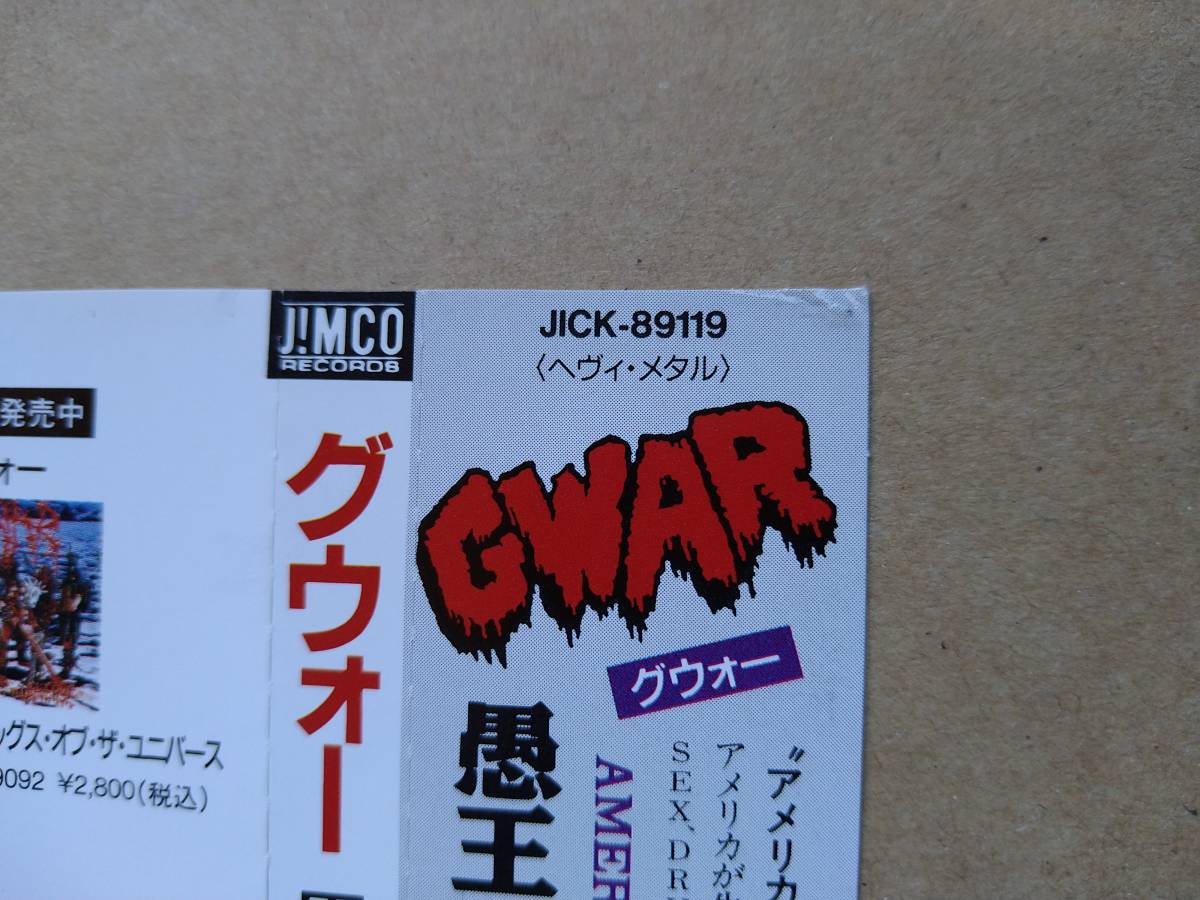 JICK-89119
〈ヘヴィ・メタル〉
GWAR
グウォー
愚王
AMER
"アメリカ
アメリカが
SEX、DR
J!MCO
RECORDS
グウォー
発売中
ォー
グス・オブ・ザ・ユニバース
9092 ¥2,800(税込)